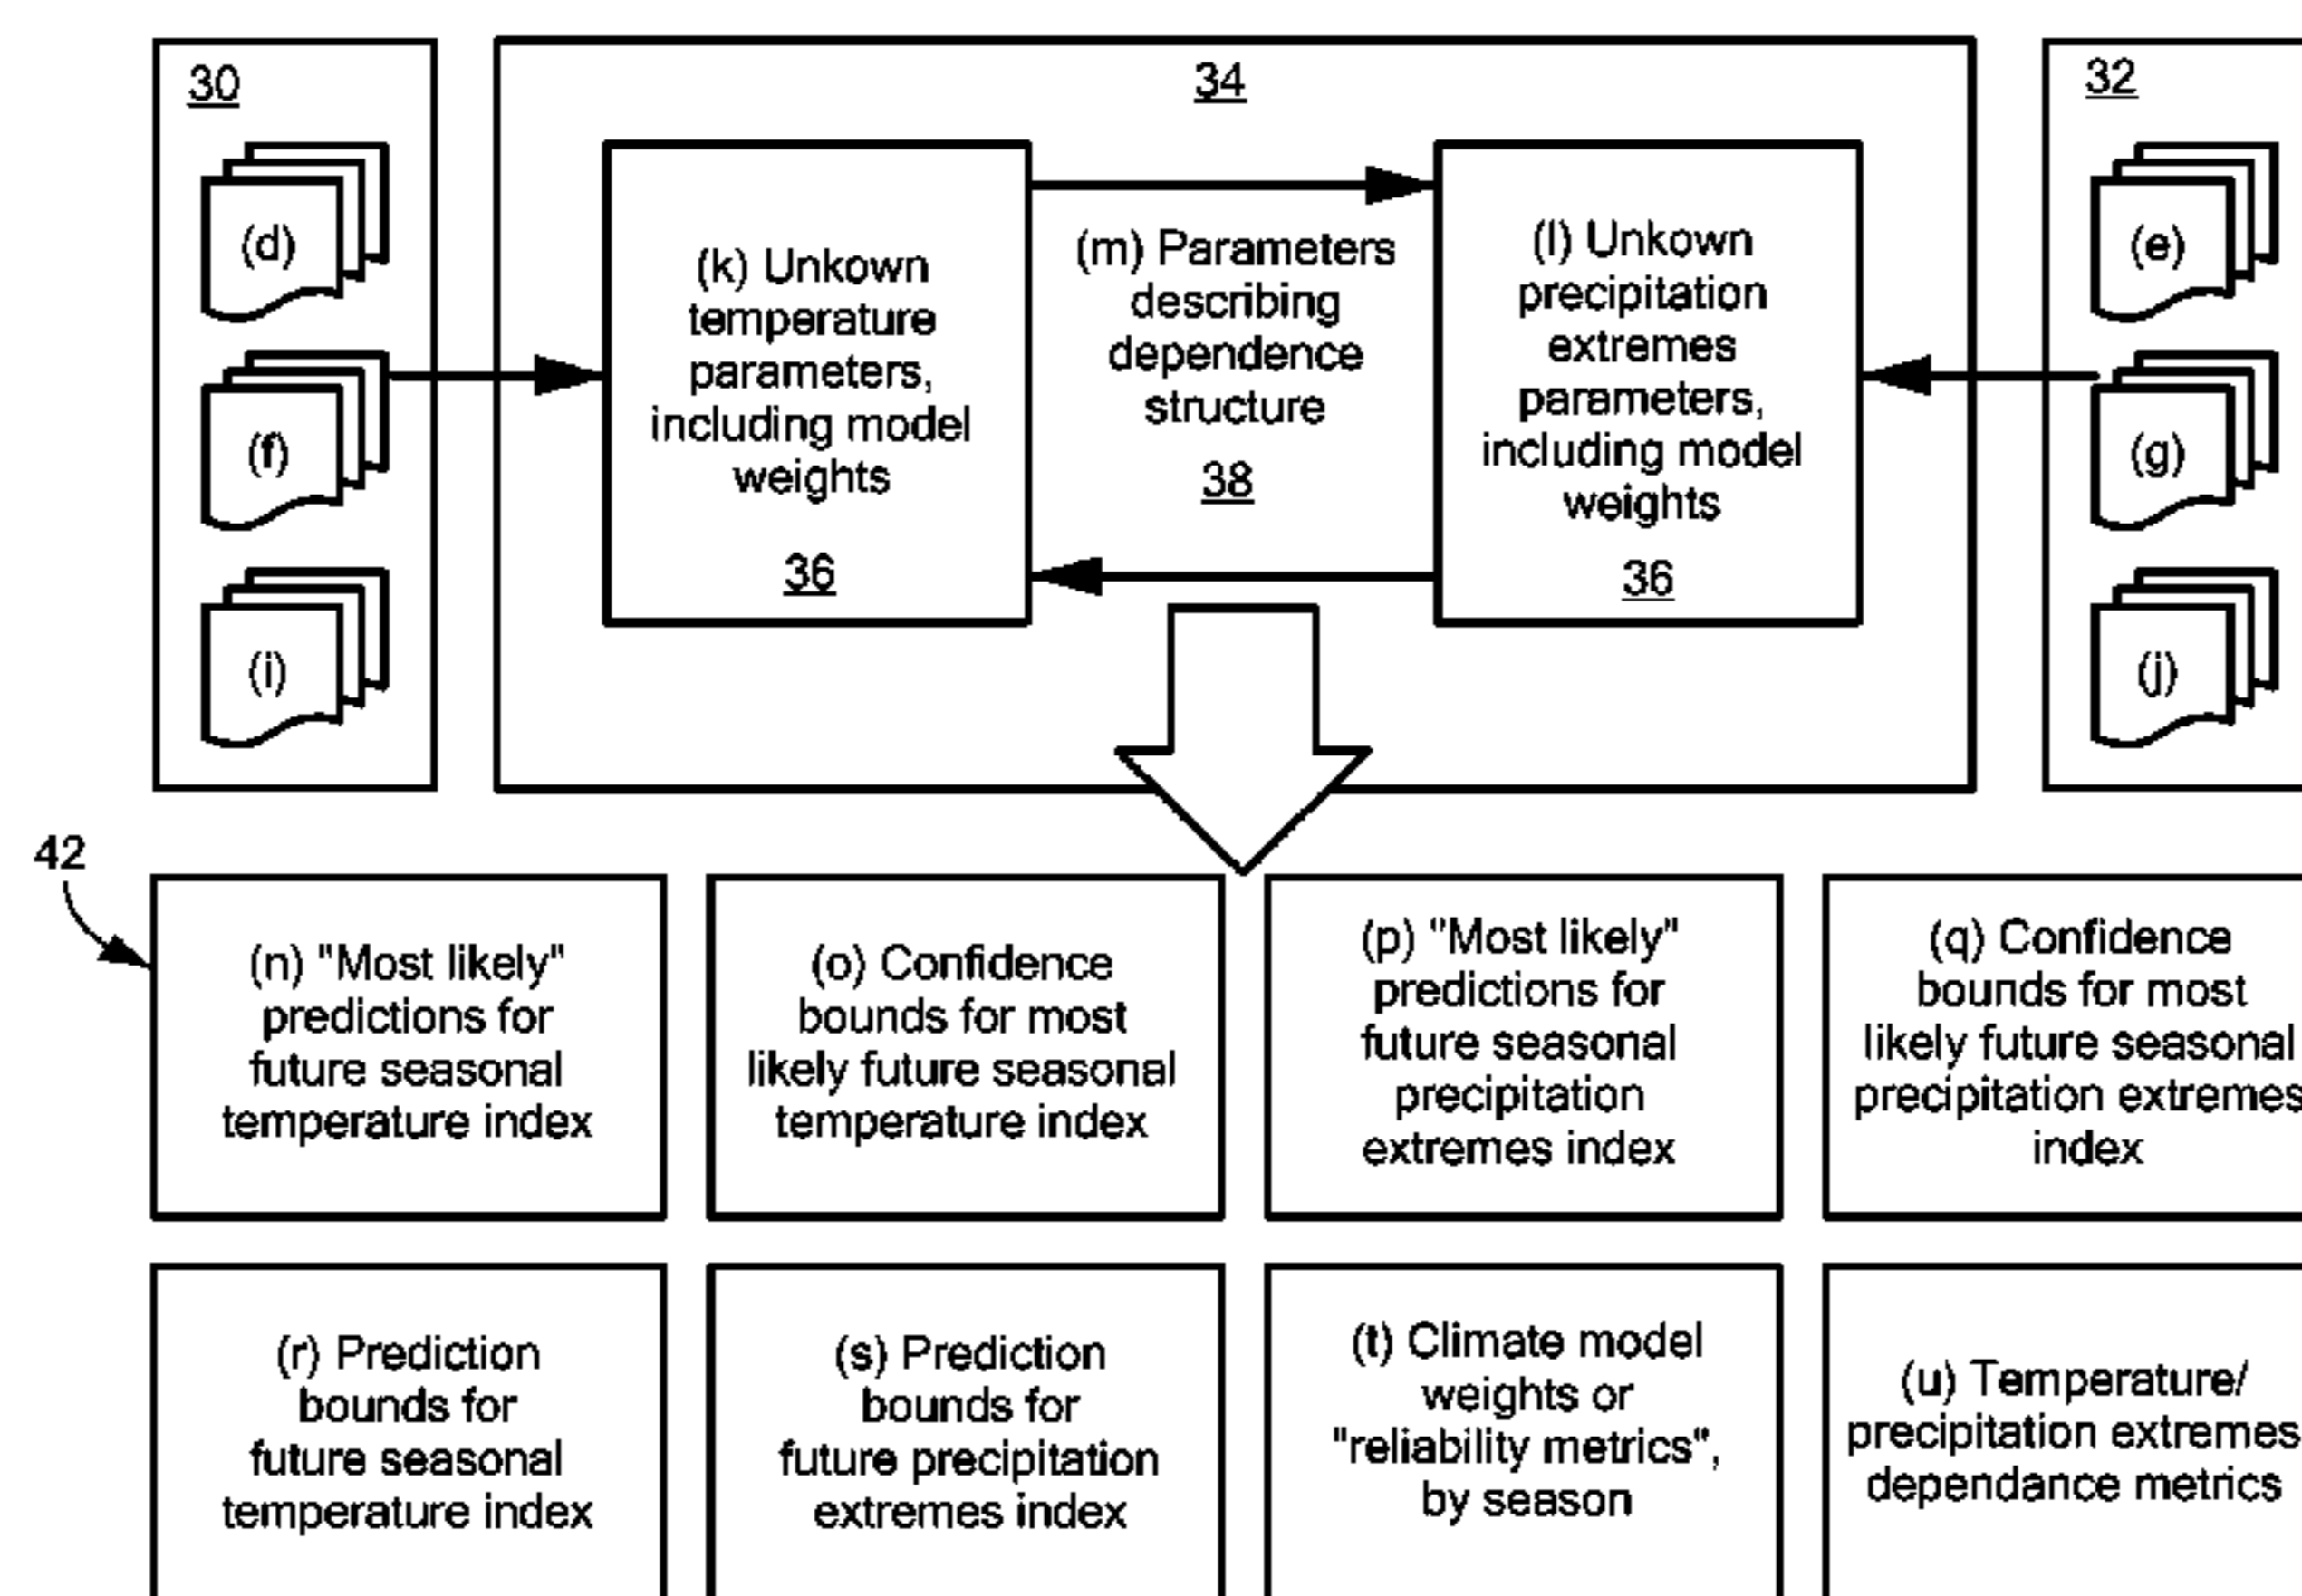 30
(d)
(f)
(i)
34
(k) Unkown
temperature
parameters,
including model
weights
36
(m) Parameters
describing
dependence
structure
38
(l) Unkown
precipitation
extremes
parameters,
including model
weights
36
32
(e)
(g)
(j)
42
(n) "Most likely"
predictions for
future seasonal
temperature index
(o) Confidence
bounds for most
likely future seasonal
temperature index
(p) "Most likely"
predictions for
future seasonal
precipitation
extremes index
(q) Confidence
bounds for most
likely future seasonal
precipitation extremes
index
(r) Prediction
bounds for
future seasonal
temperature index
(s) Prediction
bounds for
future precipitation
extremes index
(t) Climate model
weights or
"reliability metrics",
by season
(u) Temperature/
precipitation extremes
dependance metrics